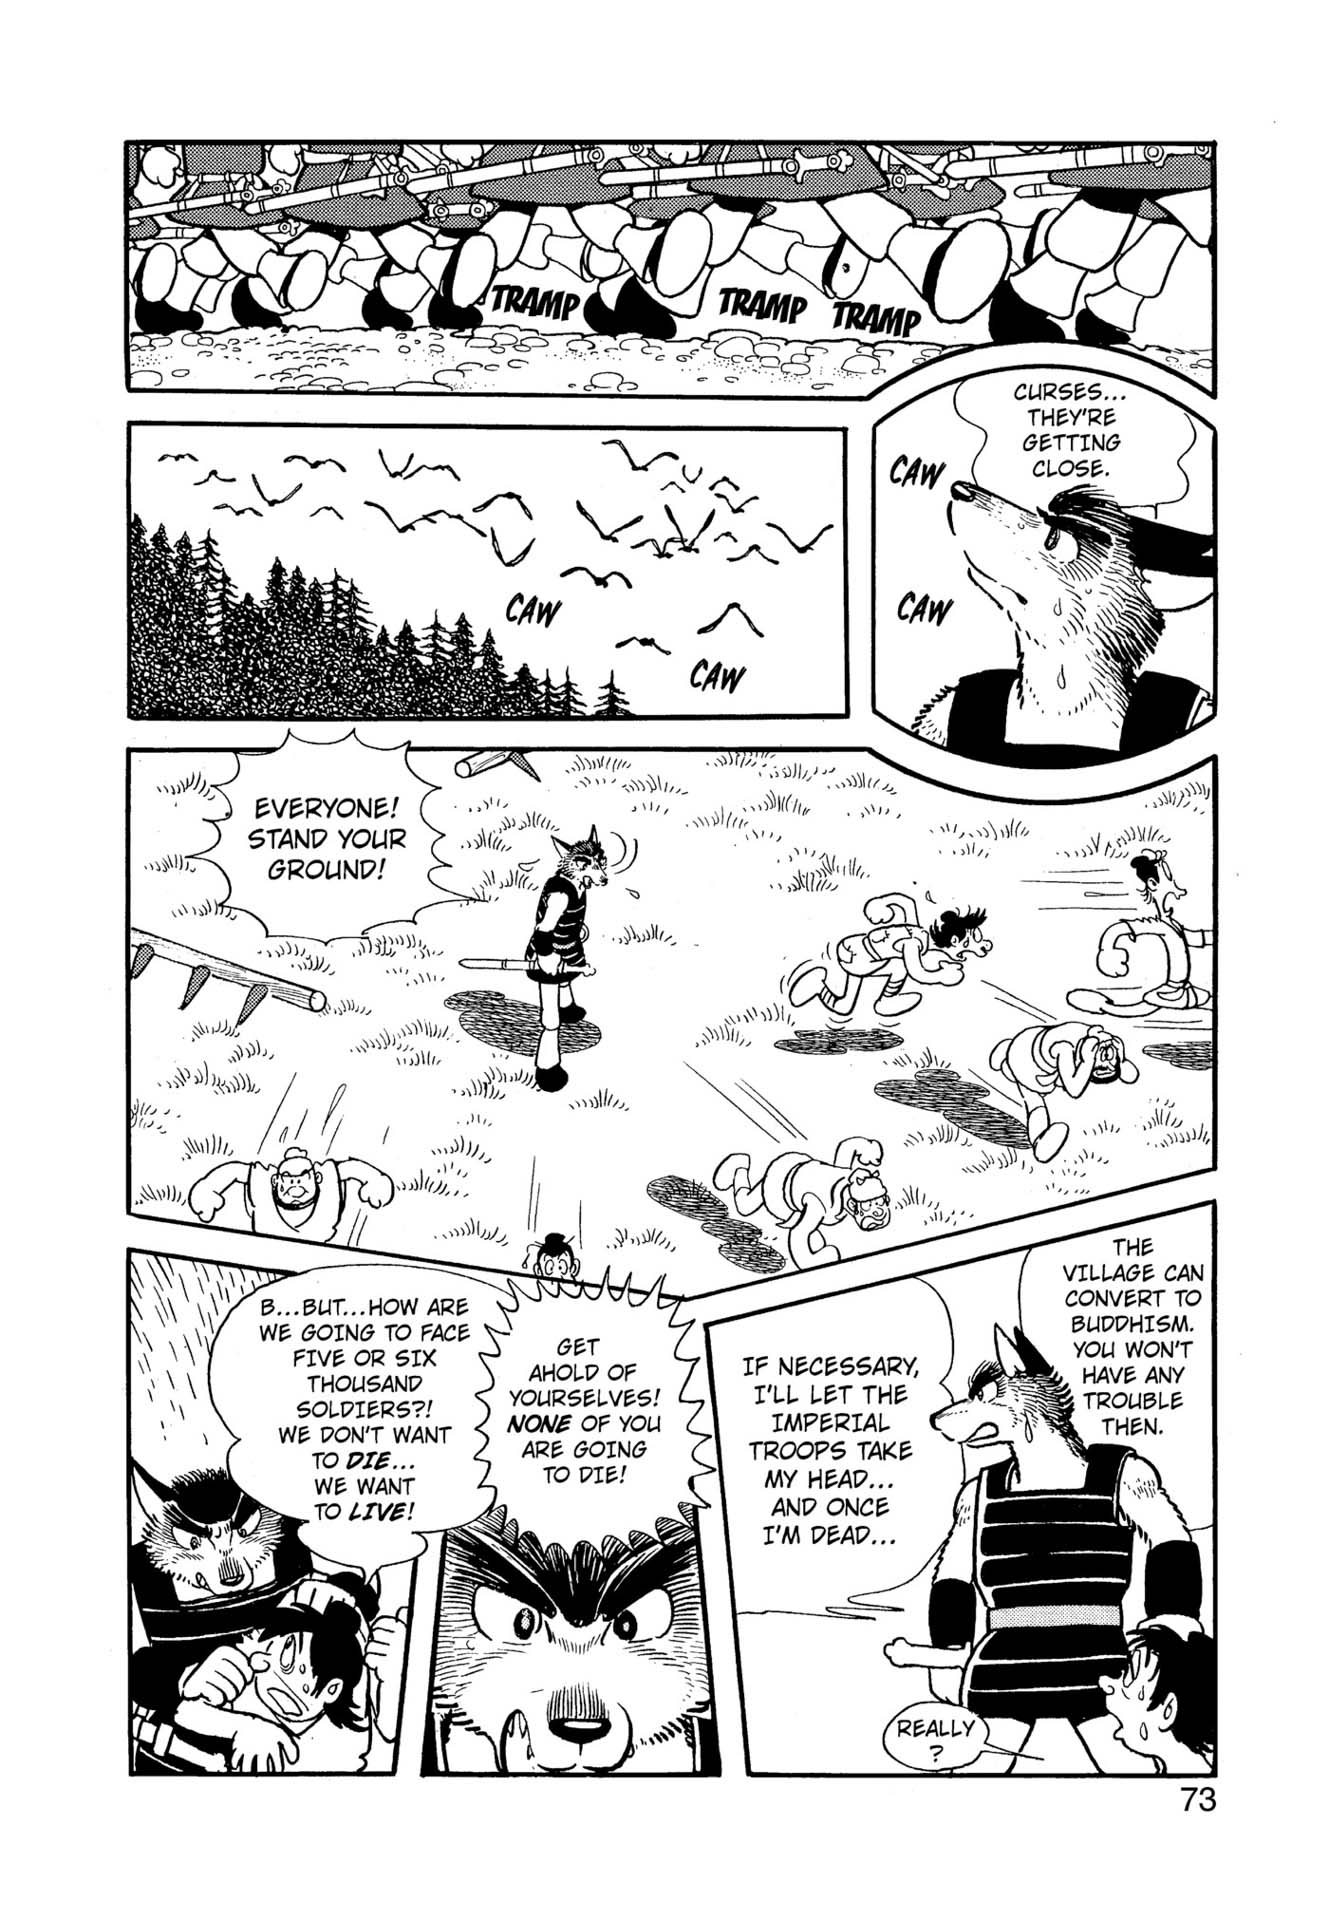 TRAMP
TRAMP
TRAMP
CURSES...
THEY'RE
GETTING
CLOSE.
CAW
CAW
CAW
CAW
EVERYONE!
STAND YOUR
GROUND!
B...BUT...HOW ARE
WE GOING TO FACE
FIVE OR SIX
THOUSAND
SOLDIERS?!
WE DON'T WANT
TO DIE...
WE WANT
TO LIVE!
GET
AHOLD OF
YOURSELVES!
NONE OF YOU
ARE GOING
TO DIE!
IF NECESSARY,
I'LL LET THE
IMPERIAL
TROOPS TAKE
MY HEAD...
AND ONCE
I'M DEAD...
THE
VILLAGE CAN
CONVERT TO
BUDDHISM.
YOU WON'T
HAVE ANY
TROUBLE
THEN.
REALLY
?
73